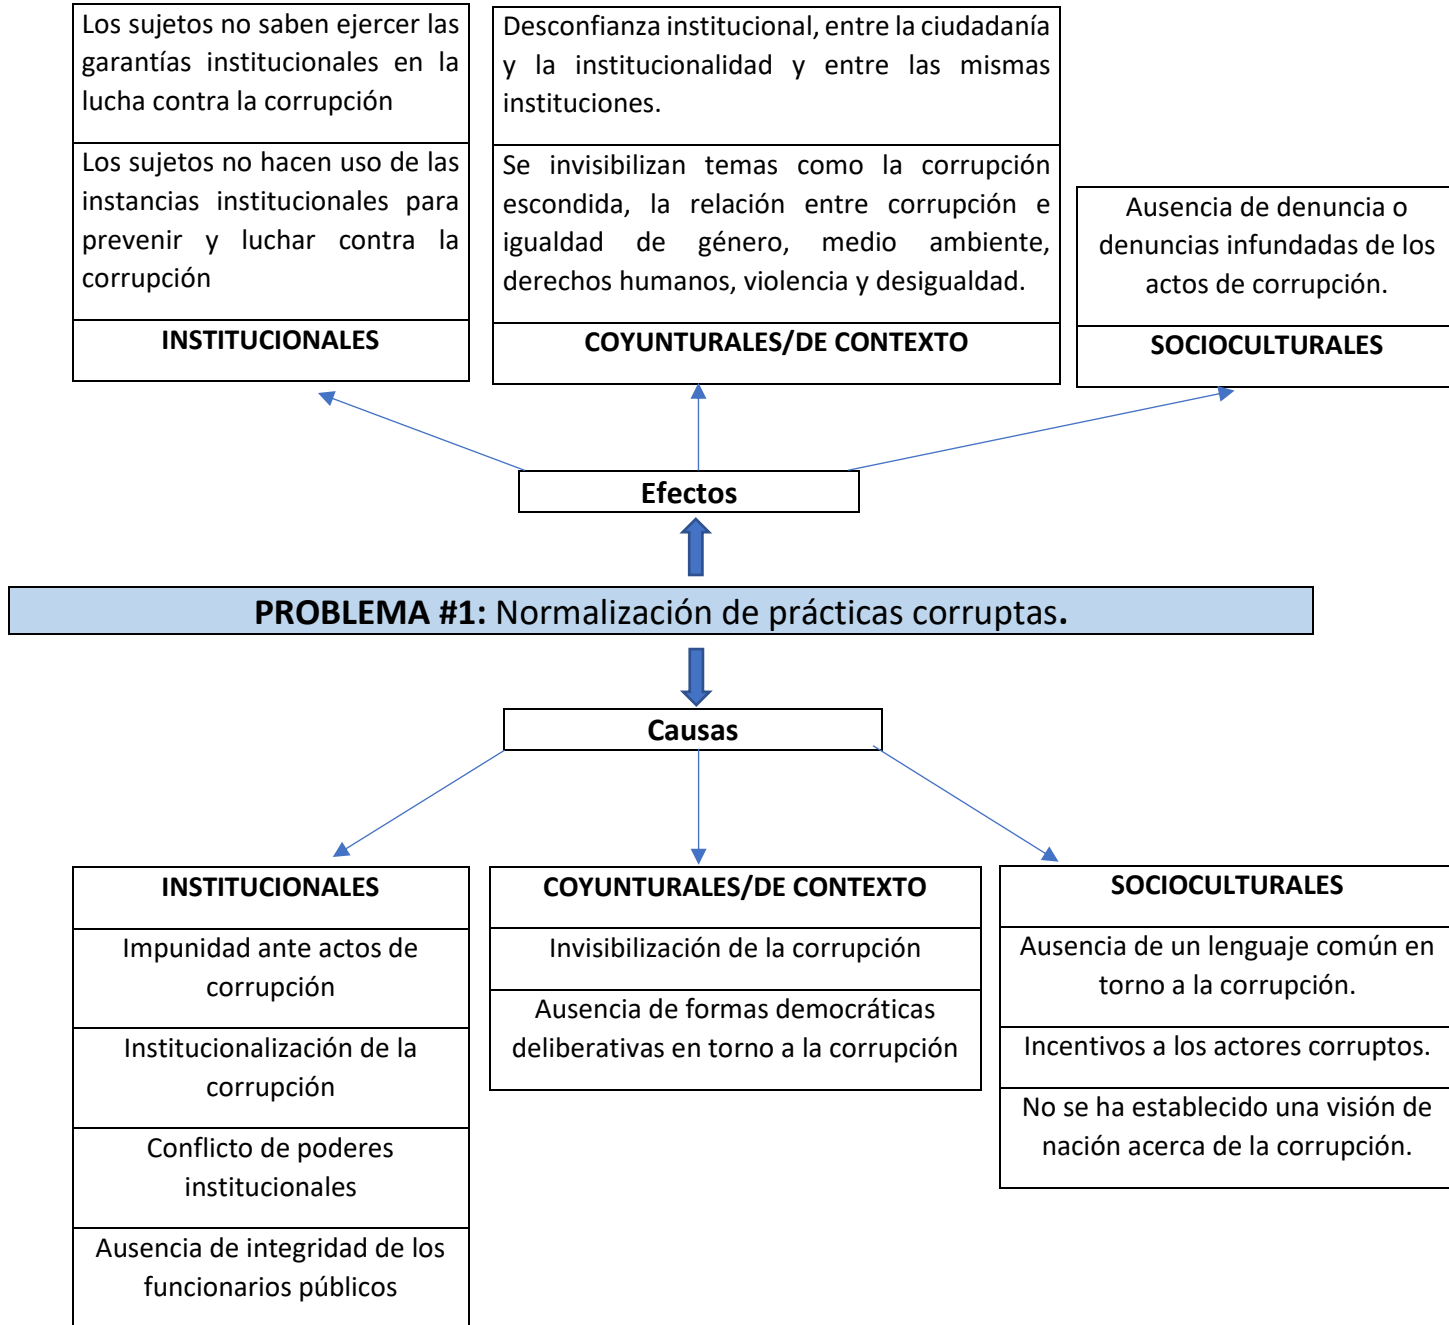 Los sujetos no saben ejercer las
garantías institucionales en la
lucha contra la corrupción
Los sujetos no hacen uso de las
instancias institucionales para
prevenir y luchar contra la
corrupción
INSTITUCIONALES
Desconfianza institucional, entre la ciudadanía
y la institucionalidad y entre las mismas
instituciones.
Se invisibilizan temas como la corrupción
escondida, la relación entre corrupción e
igualdad de género, medio ambiente,
derechos humanos, violencia y desigualdad.
COYUNTURALES/DE CONTEXTO
Ausencia de denuncia o
denuncias infundadas de los
actos de corrupción.
SOCIOCULTURALES
Efectos
PROBLEMA #1: Normalización de prácticas corruptas.
Causas
INSTITUCIONALES
Impunidad ante actos de
corrupción
Institucionalización de la
corrupción
Conflicto de poderes
institucionales
Ausencia de integridad de los
funcionarios públicos
COYUNTURALES/DE CONTEXTO
Invisibilización de la corrupción
Ausencia de formas democráticas
deliberativas en torno a la corrupción
SOCIOCULTURALES
Ausencia de un lenguaje común en
torno a la corrupción.
Incentivos a los actores corruptos.
No se ha establecido una visión de
nación acerca de la corrupción.